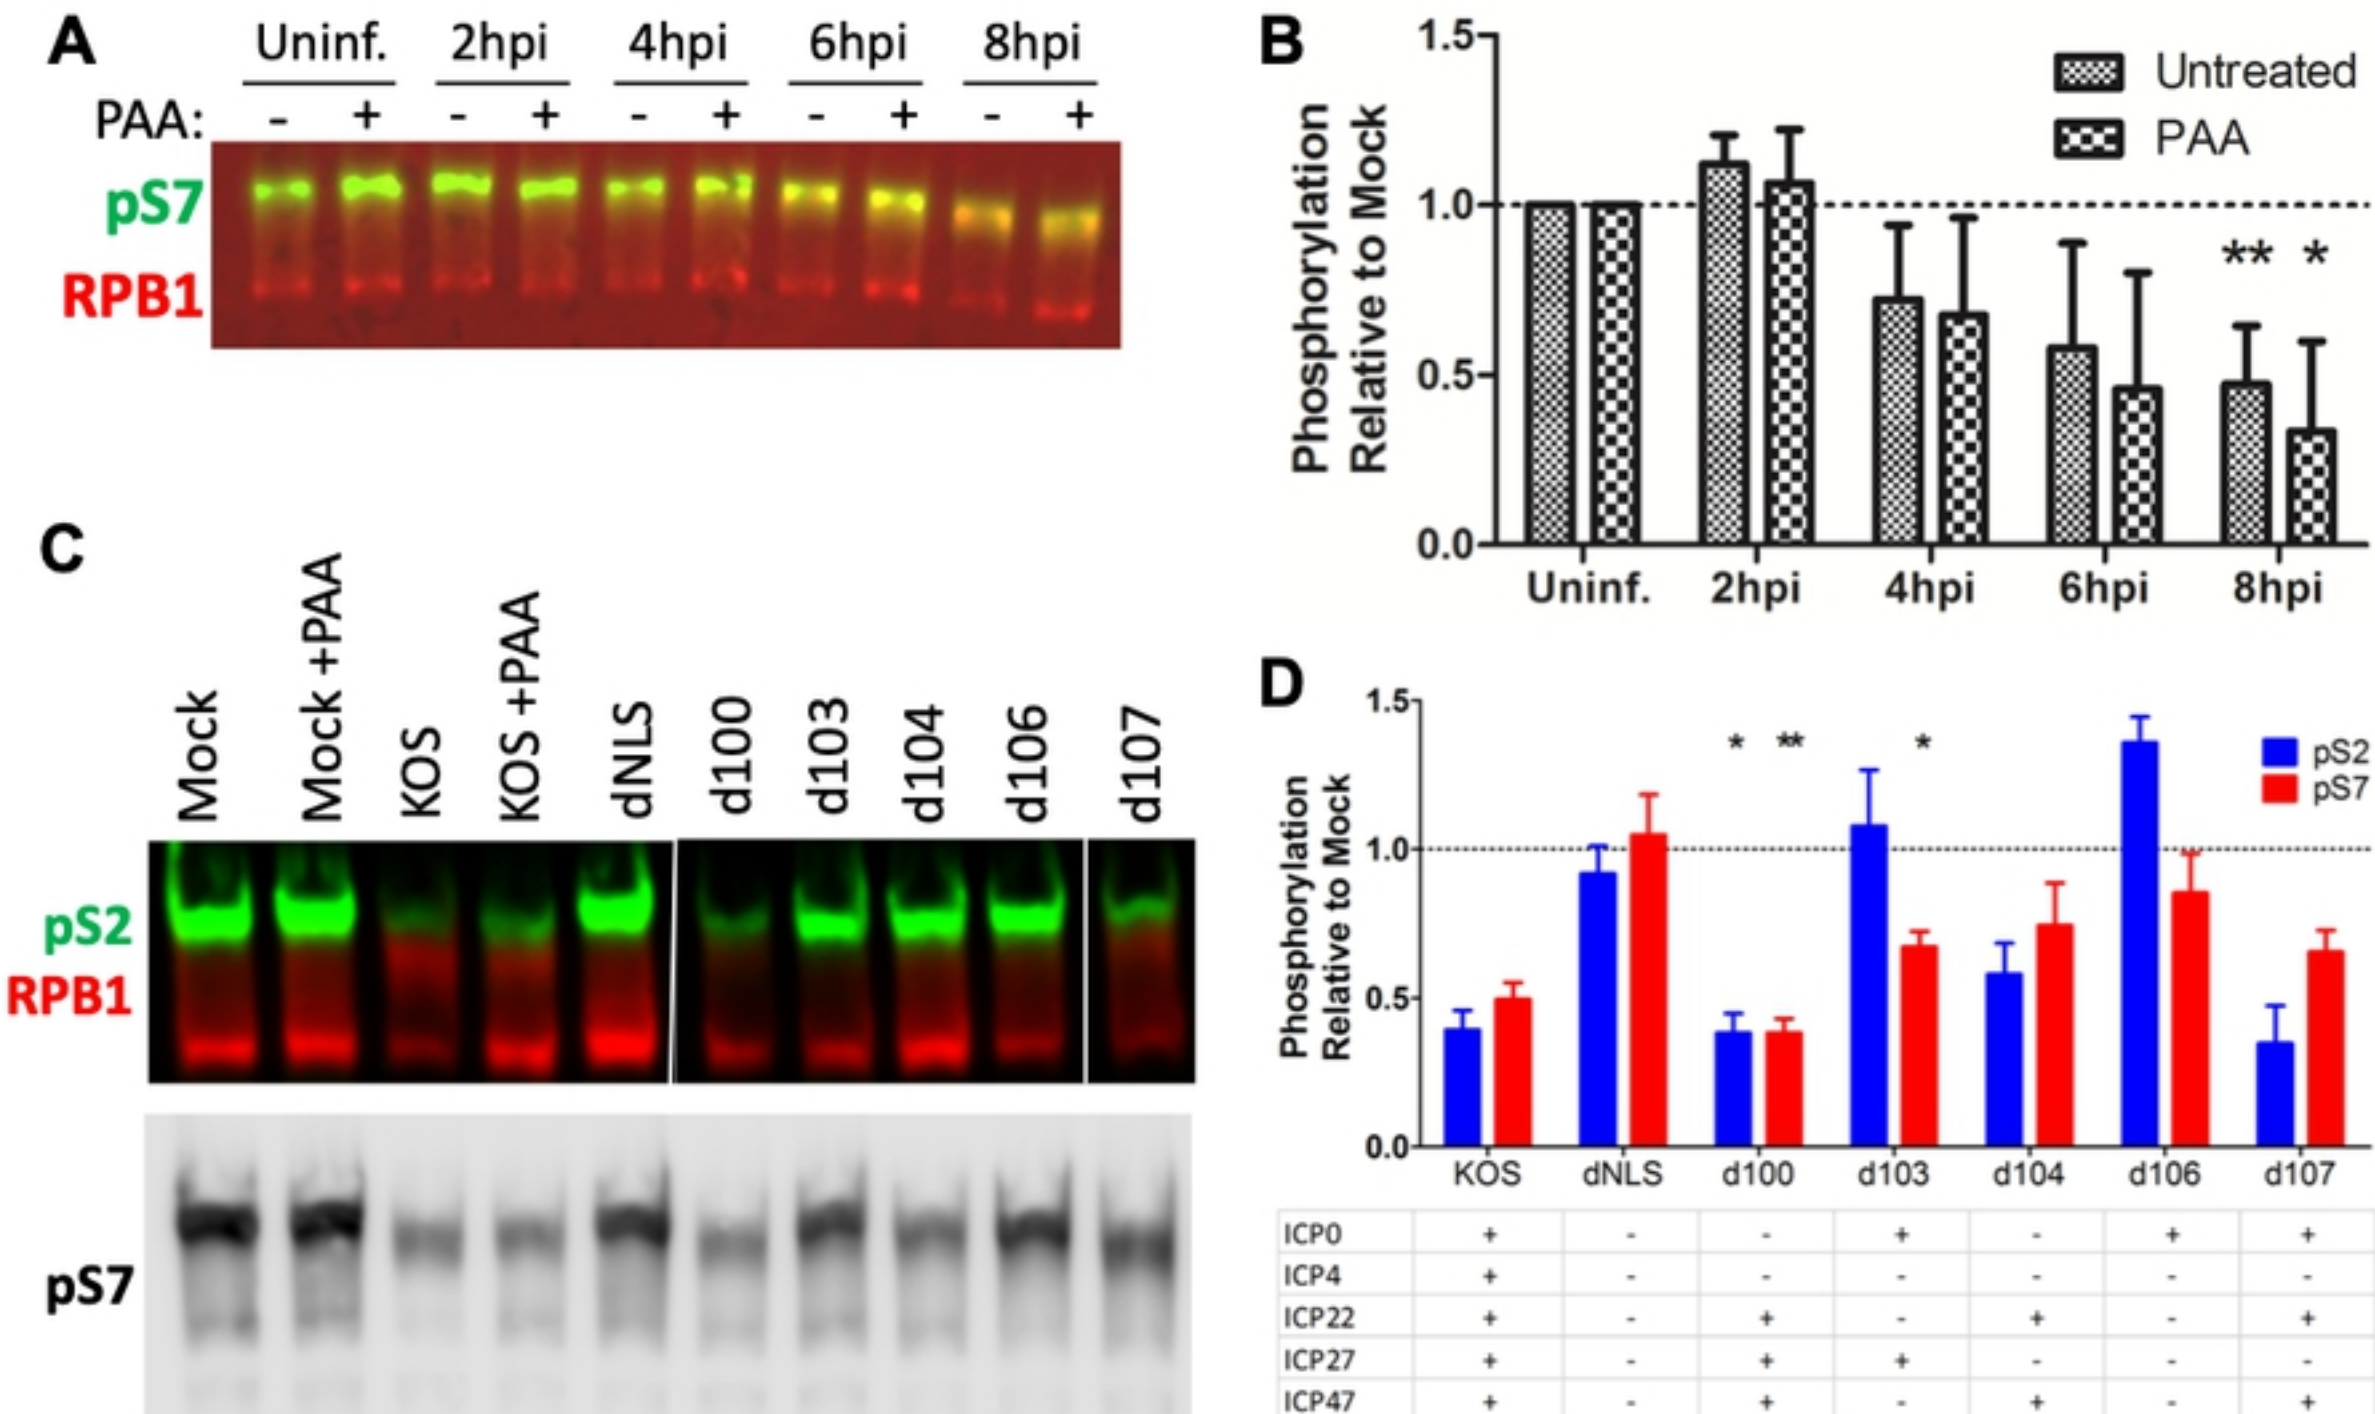 A
Uninf. 2hpi 4hpi 6hpi 8hpi
PAA: - + - + - + - + - +
pS7
RPB1
B
1.5
1.0
0.5
0.0
Phosphorylation
Relative to Mock
Untreated
PAA
** *
Uninf. 2hpi 4hpi 6hpi 8hpi
C
Mock Mock +PAA KOS KOS +PAA dNLS d100 d103 d104 d106 d107
pS2
RPB1
pS7
D
1.5
1.0
0.5
0.0
Phosphorylation
Relative to Mock
* ** *
pS2
pS7
KOS dNLS d100 d103 d104 d106 d107
ICP0 + - - + - + +
ICP4 + - - - - - -
ICP22 + - + - + - +
ICP27 + - + + - - -
ICP47 + - + - + - +